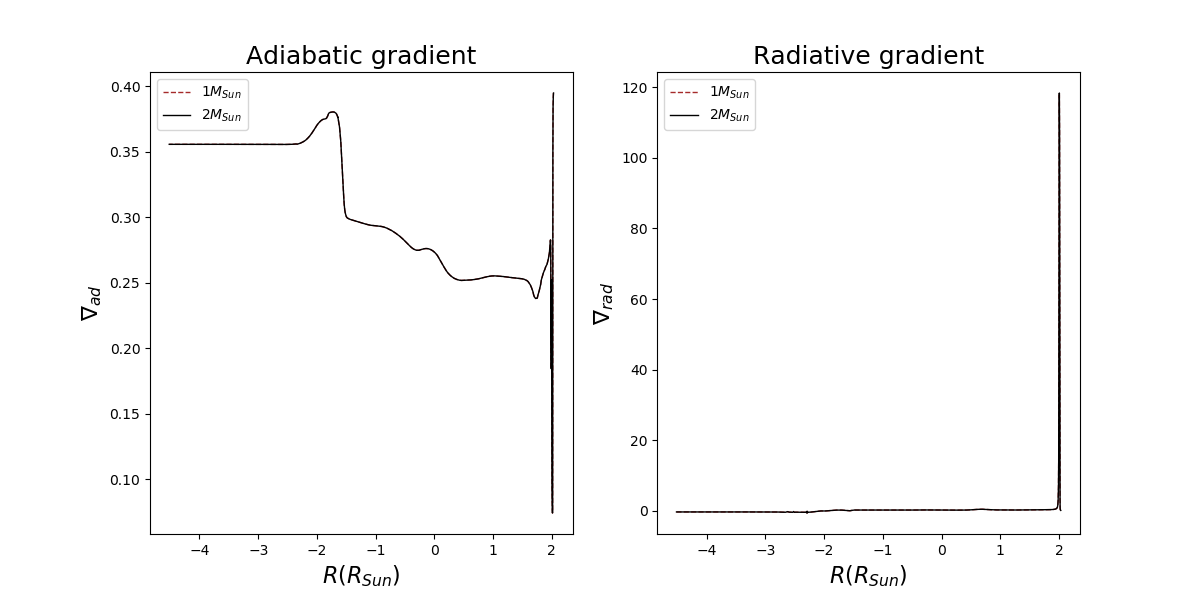 Adiabatic gradient
1M_Sun
2M_Sun
0.40
0.35
0.30
0.25
0.20
0.15
0.10
∇_ad
−4 −3 −2 −1 0 1 2
R(R_Sun)
Radiative gradient
1M_Sun
2M_Sun
120
100
80
60
40
20
0
∇_rad
−4 −3 −2 −1 0 1 2
R(R_Sun)